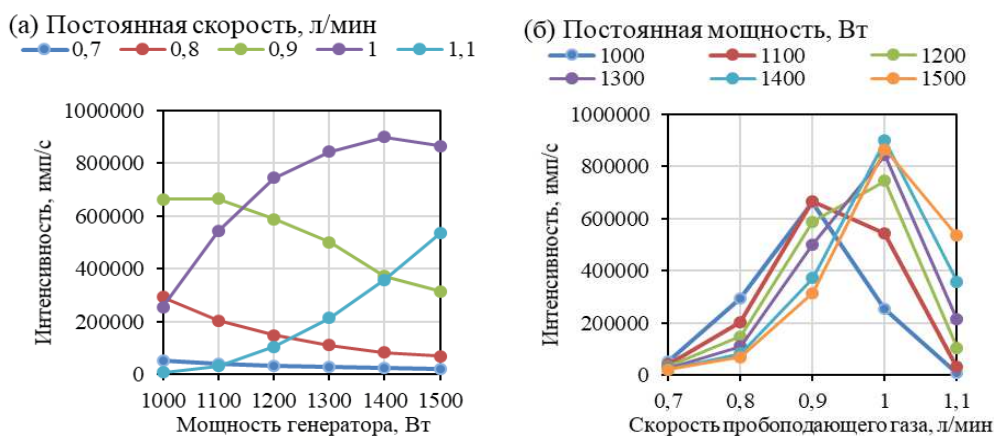 (а) Постоянная скорость, л/мин
0,7 0,8 0,9 1 1,1
Интенсивность, имп/с
1000000
800000
600000
400000
200000
0
1000 1100 1200 1300 1400 1500
Мощность генератора, Вт
(б) Постоянная мощность, Вт
1000 1100 1200
1300 1400 1500
Интенсивность, имп/с
1000000
800000
600000
400000
200000
0
0,7 0,8 0,9 1 1,1
Скорость пробоподающего газа, л/мин